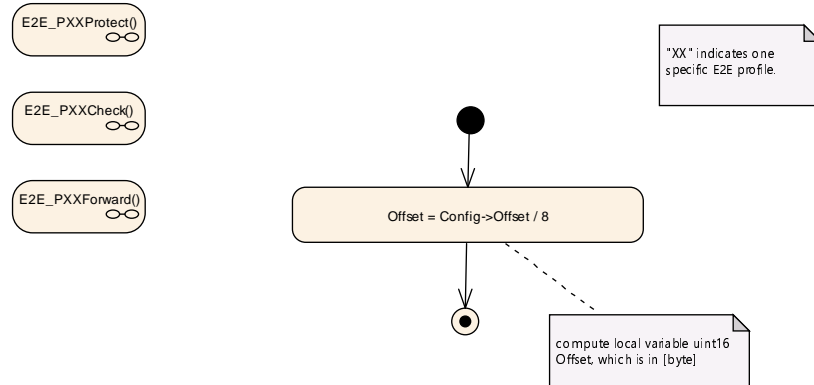 E2E_PXXProtect()
"XX" indicates one
specific E2E profile.
E2E_PXXCheck()
E2E_PXXForward()
Offset = Config->Offset / 8
compute local variable uint16
Offset, which is in [byte]